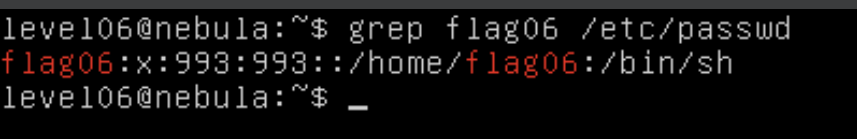 level06@nebula:~$ grep flag06 /etc/passwd
flag06:x:993:993::/home/flag06:/bin/sh
level06@nebula:~$ _